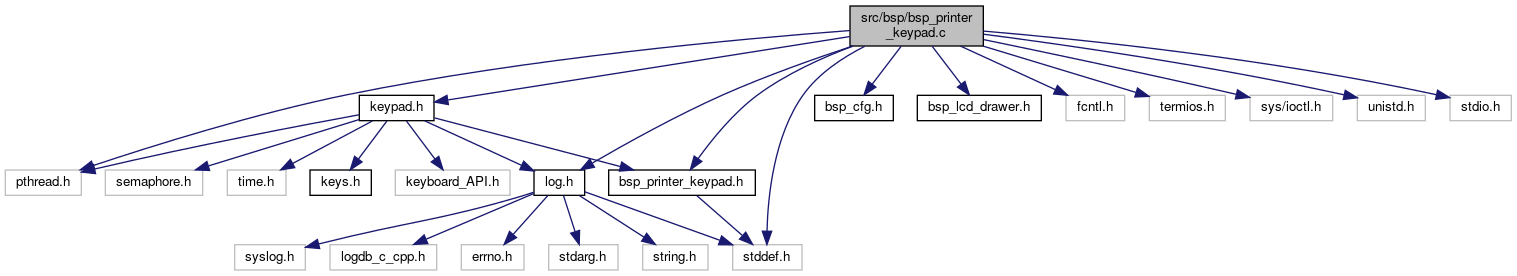 src/bsp/bsp_printer
_keypad.c
keypad.h
bsp_cfg.h
bsp_lcd_drawer.h
fcntl.h
termios.h
sys/ioctl.h
unistd.h
stdio.h
pthread.h
semaphore.h
time.h
keys.h
keyboard_API.h
log.h
bsp_printer_keypad.h
syslog.h
logdb_c_cpp.h
errno.h
stdarg.h
string.h
stddef.h